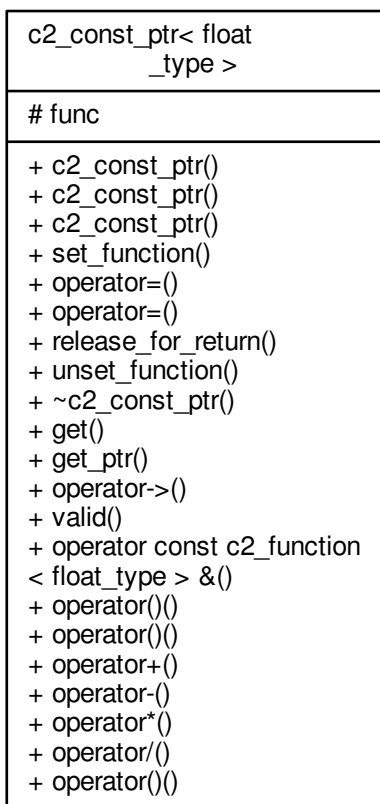 c2_const_ptr< float
_type >
# func
+ c2_const_ptr()
+ c2_const_ptr()
+ c2_const_ptr()
+ set_function()
+ operator=()
+ operator=()
+ release_for_return()
+ unset_function()
+ ~c2_const_ptr()
+ get()
+ get_ptr()
+ operator->()
+ valid()
+ operator const c2_function
< float_type > &()
+ operator()()
+ operator()()
+ operator+()
+ operator-()
+ operator*()
+ operator/()
+ operator()()